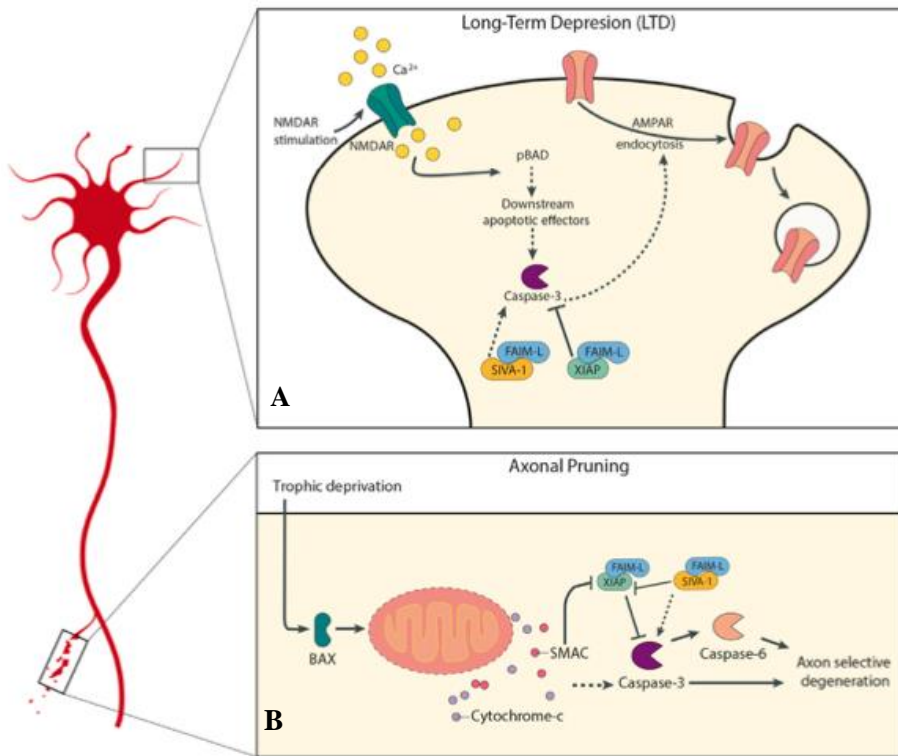 Long-Term Depresion (LTD)
Ca²⁺
NMDAR
stimulation
NMDAR
pBAD
AMPAR
endocytosis
Downstream
apoptotic effectors
Caspase-3
FAIM-L
SIVA-1
FAIM-L
XIAP
A
Axonal Pruning
Trophic deprivation
FAIM-L
XIAP
FAIM-L
SIVA-1
BAX
SMAC
Caspase-6
Caspase-3
Axon selective
degeneration
Cytochrome-c
B